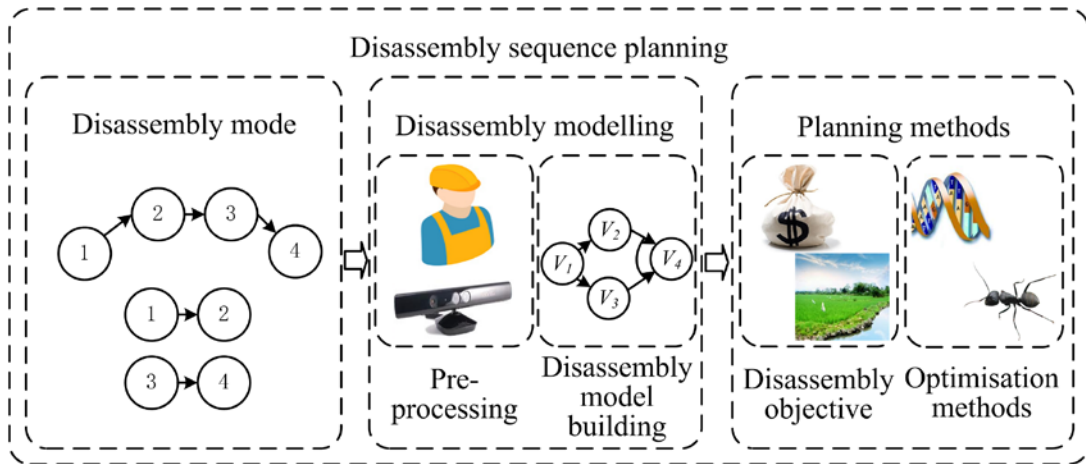 Disassembly sequence planning
Disassembly mode
1
2
3
4
1
2
3
4
Disassembly modelling
V1
V2
V3
V4
Pre-
processing
Disassembly
model
building
Planning methods
$
Disassembly
objective
Optimisation
methods